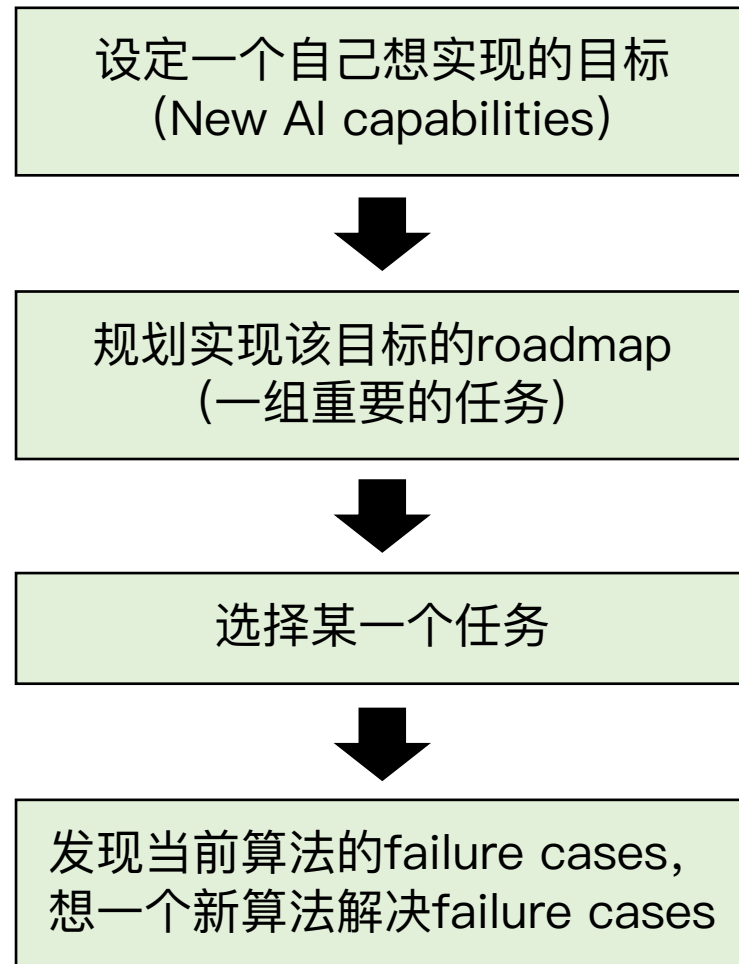 设定一个自己想实现的目标
（New AI capabilities）
规划实现该目标的roadmap
（一组重要的任务）
选择某一个任务
发现当前算法的failure cases，
想一个新算法解决failure cases